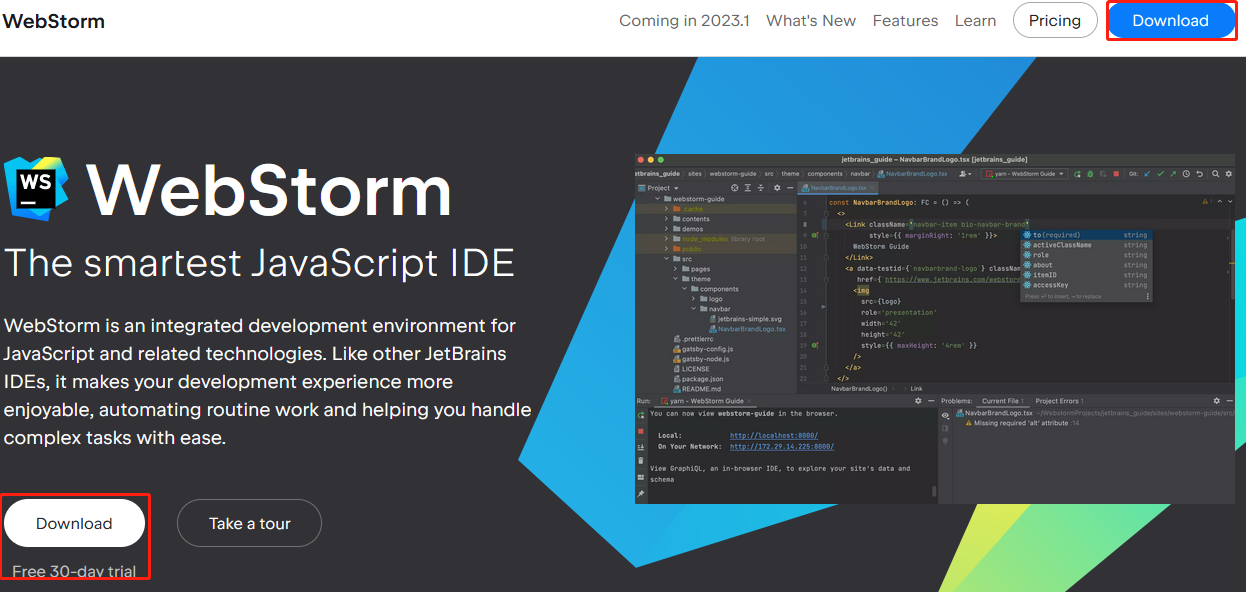 WebStorm
Coming in 2023.1 What's New Features Learn Pricing Download
WS
WebStorm
The smartest JavaScript IDE
WebStorm is an integrated development environment for
JavaScript and related technologies. Like other JetBrains
IDEs, it makes your development experience more
enjoyable, automating routine work and helping you handle
complex tasks with ease.
Download
Take a tour
Free 30-day trial
jetbrains_guide – NavbarBrandLogo.tsx [jetbrains_guide]
etbrains_guide sites webstorm-guide src theme components navbar NavbarBrandLogo.tsx
yarn - WebStorm Guide
Git:
Project
webstorm-guide
.cache
contents
demos
node_modules library root
public
src
pages
theme
components
logo
navbar
jetbrains-simple.svg
NavbarBrandLogo.tsx
.prettierrc
gatsby-config.js
gatsby-node.js
LICENSE
package.json
README.md
NavbarBrandLogo.tsx
6 const NavbarBrandLogo: FC = () => (
7 <>
8 <Link className='navbar-item bio-navbar-brand'
9 style={{ marginRight: '1rem' }}>
10 WebStorm Guide
11 </Link>
12 <a data-testid={`navbarbrand-logo`} classNam
13 href={`https://www.jetbrains.com/webstorm
14 <img
15 src={logo}
16 role='presentation'
17 width='42'
18 height='42'
19 style={{ maxHeight: '4rem' }}
20 />
21 </a>
22 </>
to (required) string
activeClassName string
role string
about string
itemID string
accessKey string
Press ⏎ to insert, → to replace
NavbarBrandLogo() Link
Run: yarn - WebStorm Guide
You can now view webstorm-guide in the browser.
Local: http://localhost:8000/
On Your Network: http://172.29.14.225:8000/
View GraphiQL, an in-browser IDE, to explore your site's data and
schema
Problems: Current File 1 Project Errors 1
NavbarBrandLogo.tsx ~/WebstormProjects/jetbrains_guide/sites/webstorm-guide/src/
Missing required 'alt' attribute :14